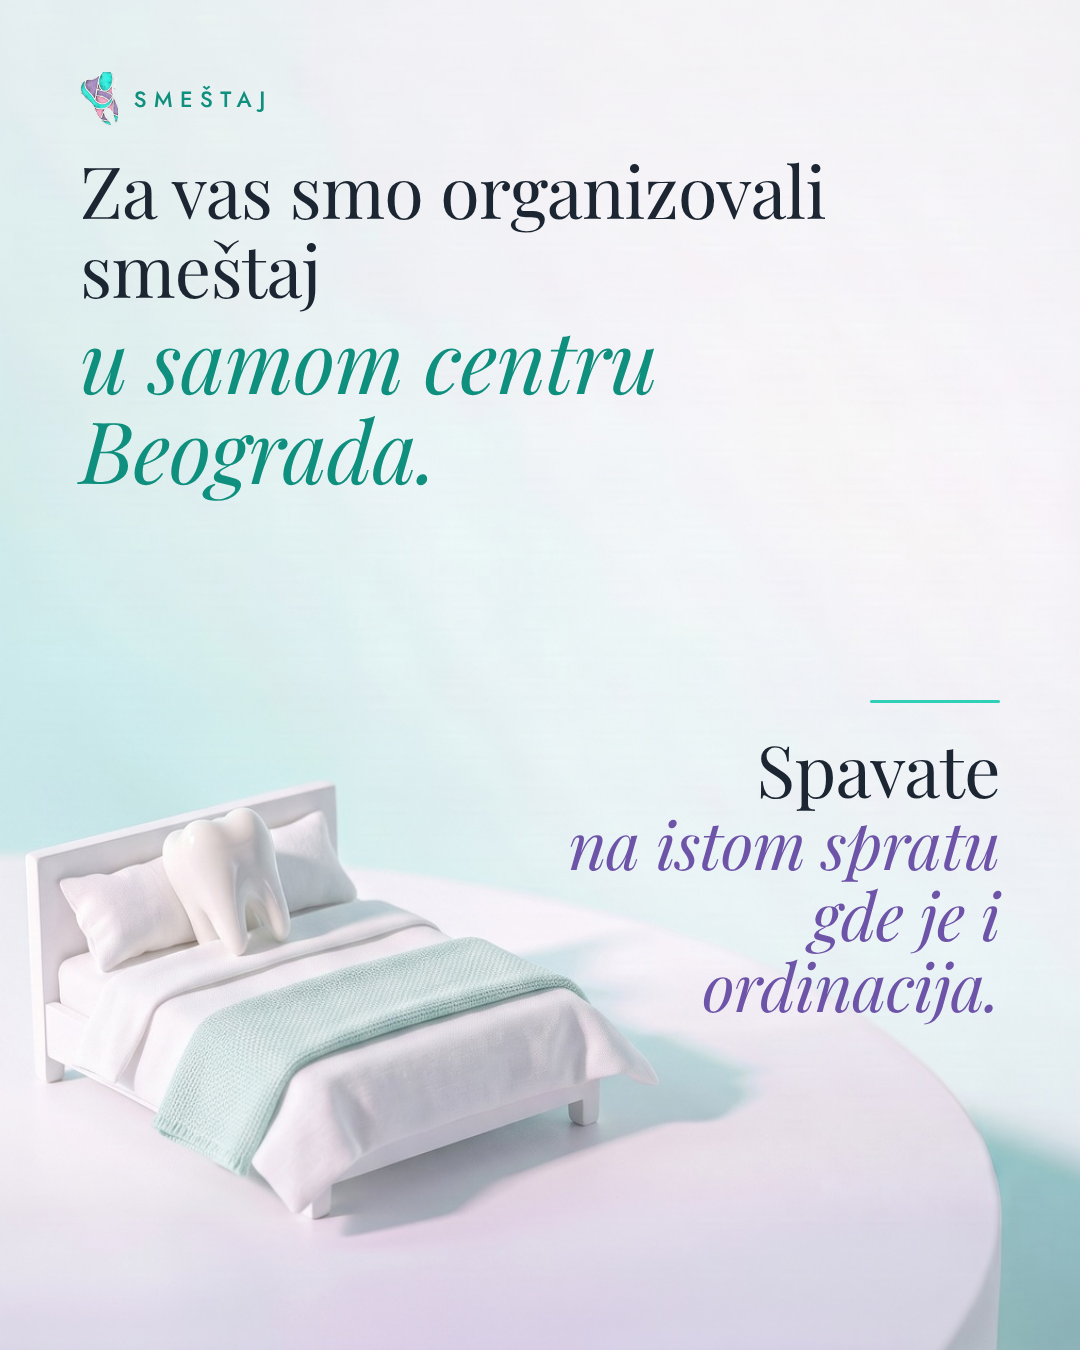 SMEŠTAJ
Za vas smo organizovali
smeštaj
u samom centru
Beograda.
Spavate
na istom spratu
gde je i
ordinacija.